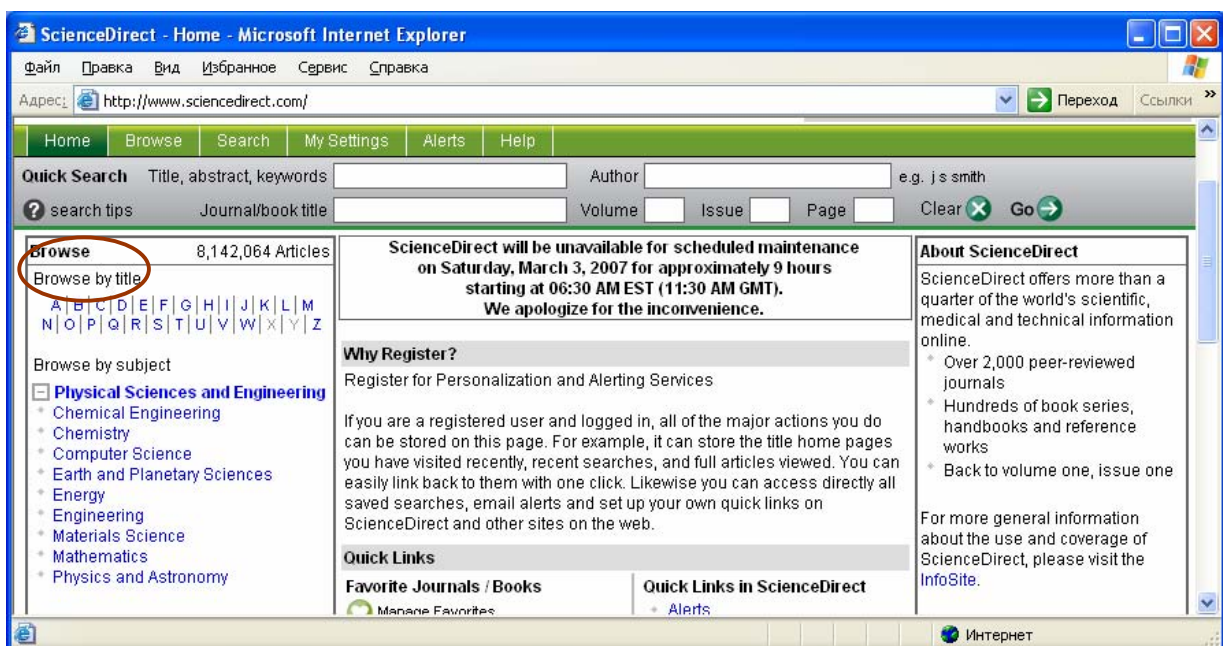 ScienceDirect - Home - Microsoft Internet Explorer
Файл Правка Вид Избранное Сервис Справка
Адрес: http://www.sciencedirect.com/ Переход Ссылки »
Home Browse Search My Settings Alerts Help
Quick Search Title, abstract, keywords Author e.g. j s smith
? search tips Journal/book title Volume Issue Page Clear Go
Browse 8,142,064 Articles
Browse by title
A|B|C|D|E|F|G|H|I|J|K|L|M
N|O|P|Q|R|S|T|U|V|W|X|Y|Z
Browse by subject
Physical Sciences and Engineering
Chemical Engineering
Chemistry
Computer Science
Earth and Planetary Sciences
Energy
Engineering
Materials Science
Mathematics
Physics and Astronomy
ScienceDirect will be unavailable for scheduled maintenance
on Saturday, March 3, 2007 for approximately 9 hours
starting at 06:30 AM EST (11:30 AM GMT).
We apologize for the inconvenience.
Why Register?
Register for Personalization and Alerting Services
If you are a registered user and logged in, all of the major actions you do
can be stored on this page. For example, it can store the title home pages
you have visited recently, recent searches, and full articles viewed. You can
easily link back to them with one click. Likewise you can access directly all
saved searches, email alerts and set up your own quick links on
ScienceDirect and other sites on the web.
Quick Links
Favorite Journals / Books
Manage Favorites
Quick Links in ScienceDirect
Alerts
About ScienceDirect
ScienceDirect offers more than a
quarter of the world's scientific,
medical and technical information
online.
Over 2,000 peer-reviewed
journals
Hundreds of book series,
handbooks and reference
works
Back to volume one, issue one
For more general information
about the use and coverage of
ScienceDirect, please visit the
InfoSite.
Интернет